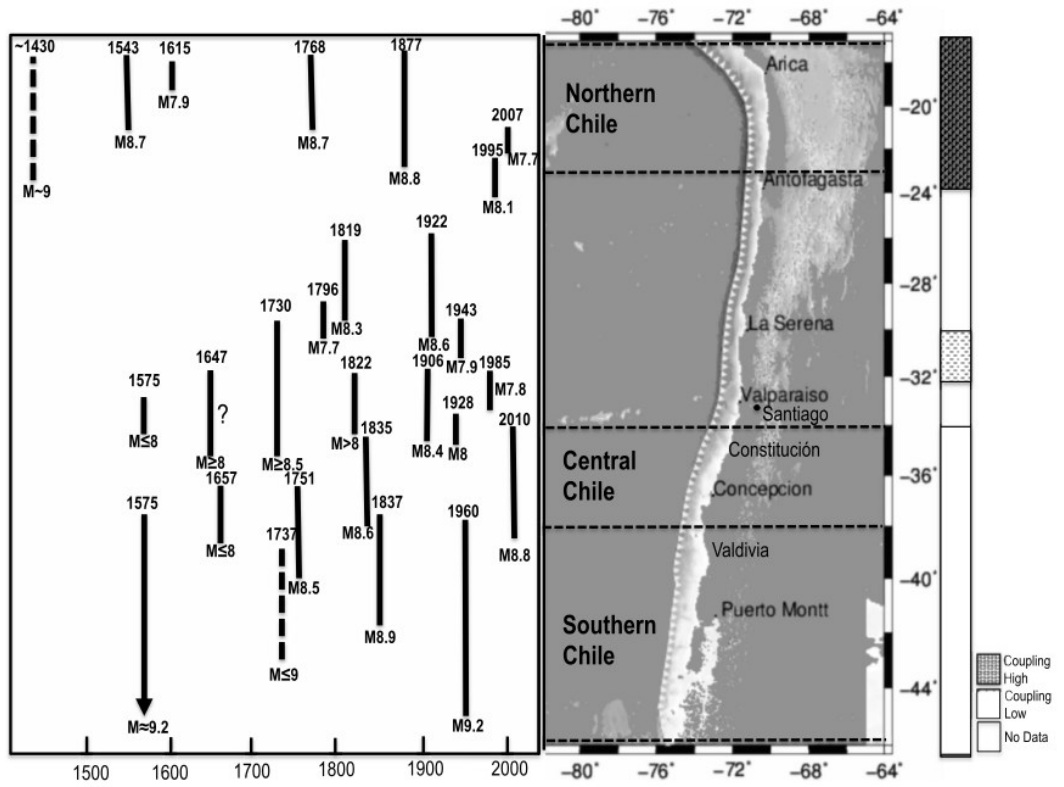 ~1430
1543
1615
1768
1877
M7.9
2007
M8.7
M8.7
1995
M7.7
M~9
M8.8
M8.1
1819
1922
1796
1730
1943
M8.3
M7.7
M8.6
1647
1906
M7.9
1985
1575
1822
?
M7.8
1928
2010
M≤8
M≥8
M≥8.5
M>8
1835
M8.4
M8
1657
1751
1575
1837
1960
M8.6
1737
M≤8
M8.8
M8.5
M8.9
M≤9
M≈9.2
M9.2
1500
1600
1700
1800
1900
2000
−80°
−76°
−72°
−68°
−64°
Northern
Chile
Arica
Antofagasta
La Serena
Valparaiso
Santiago
Central
Chile
Constitución
Concepcion
Valdivia
Southern
Chile
Puerto Montt
−20°
−24°
−28°
−32°
−36°
−40°
−44°
−80°
−76°
−72°
−68°
−64°
Coupling
High
Coupling
Low
No Data